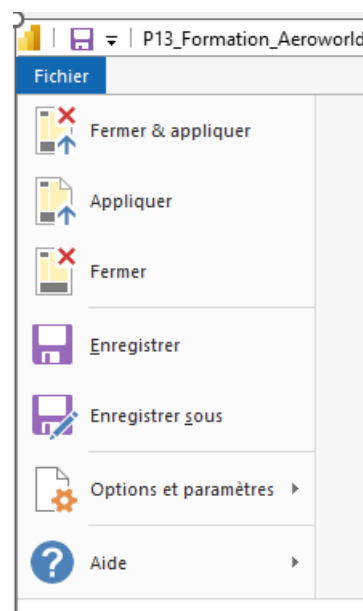 P13_Formation_Aeroworld
Fichier
Fermer & appliquer
Appliquer
Fermer
Enregistrer
Enregistrer sous
Options et paramètres
Aide